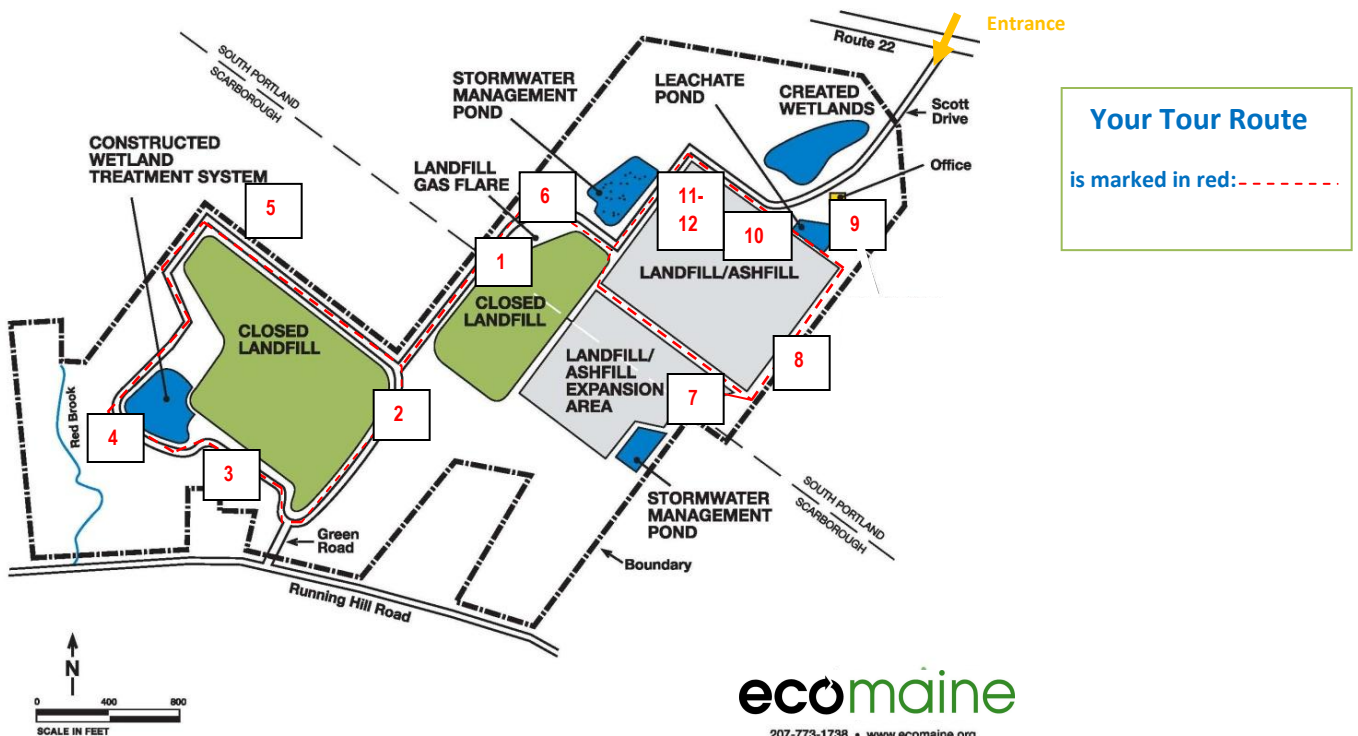 Entrance
Route 22
SOUTH PORTLAND
SCARBOROUGH
STORMWATER
MANAGEMENT
POND
LEACHATE
POND
CREATED
WETLANDS
Scott
Drive
Your Tour Route
is marked in red:
CONSTRUCTED
WETLAND
TREATMENT SYSTEM
LANDFILL
GAS FLARE
Office
5
6
11-
12
10
9
1
LANDFILL/ASHFILL
CLOSED
LANDFILL
CLOSED
LANDFILL
LANDFILL/
ASHFILL
EXPANSION
AREA
8
7
2
4
Red Brook
3
SOUTH PORTLAND
SCARBOROUGH
STORMWATER
MANAGEMENT
POND
Green
Road
Boundary
Running Hill Road
N
0 400 800
SCALE IN FEET
ecomaine
207-773-1738 • www.ecomaine.org